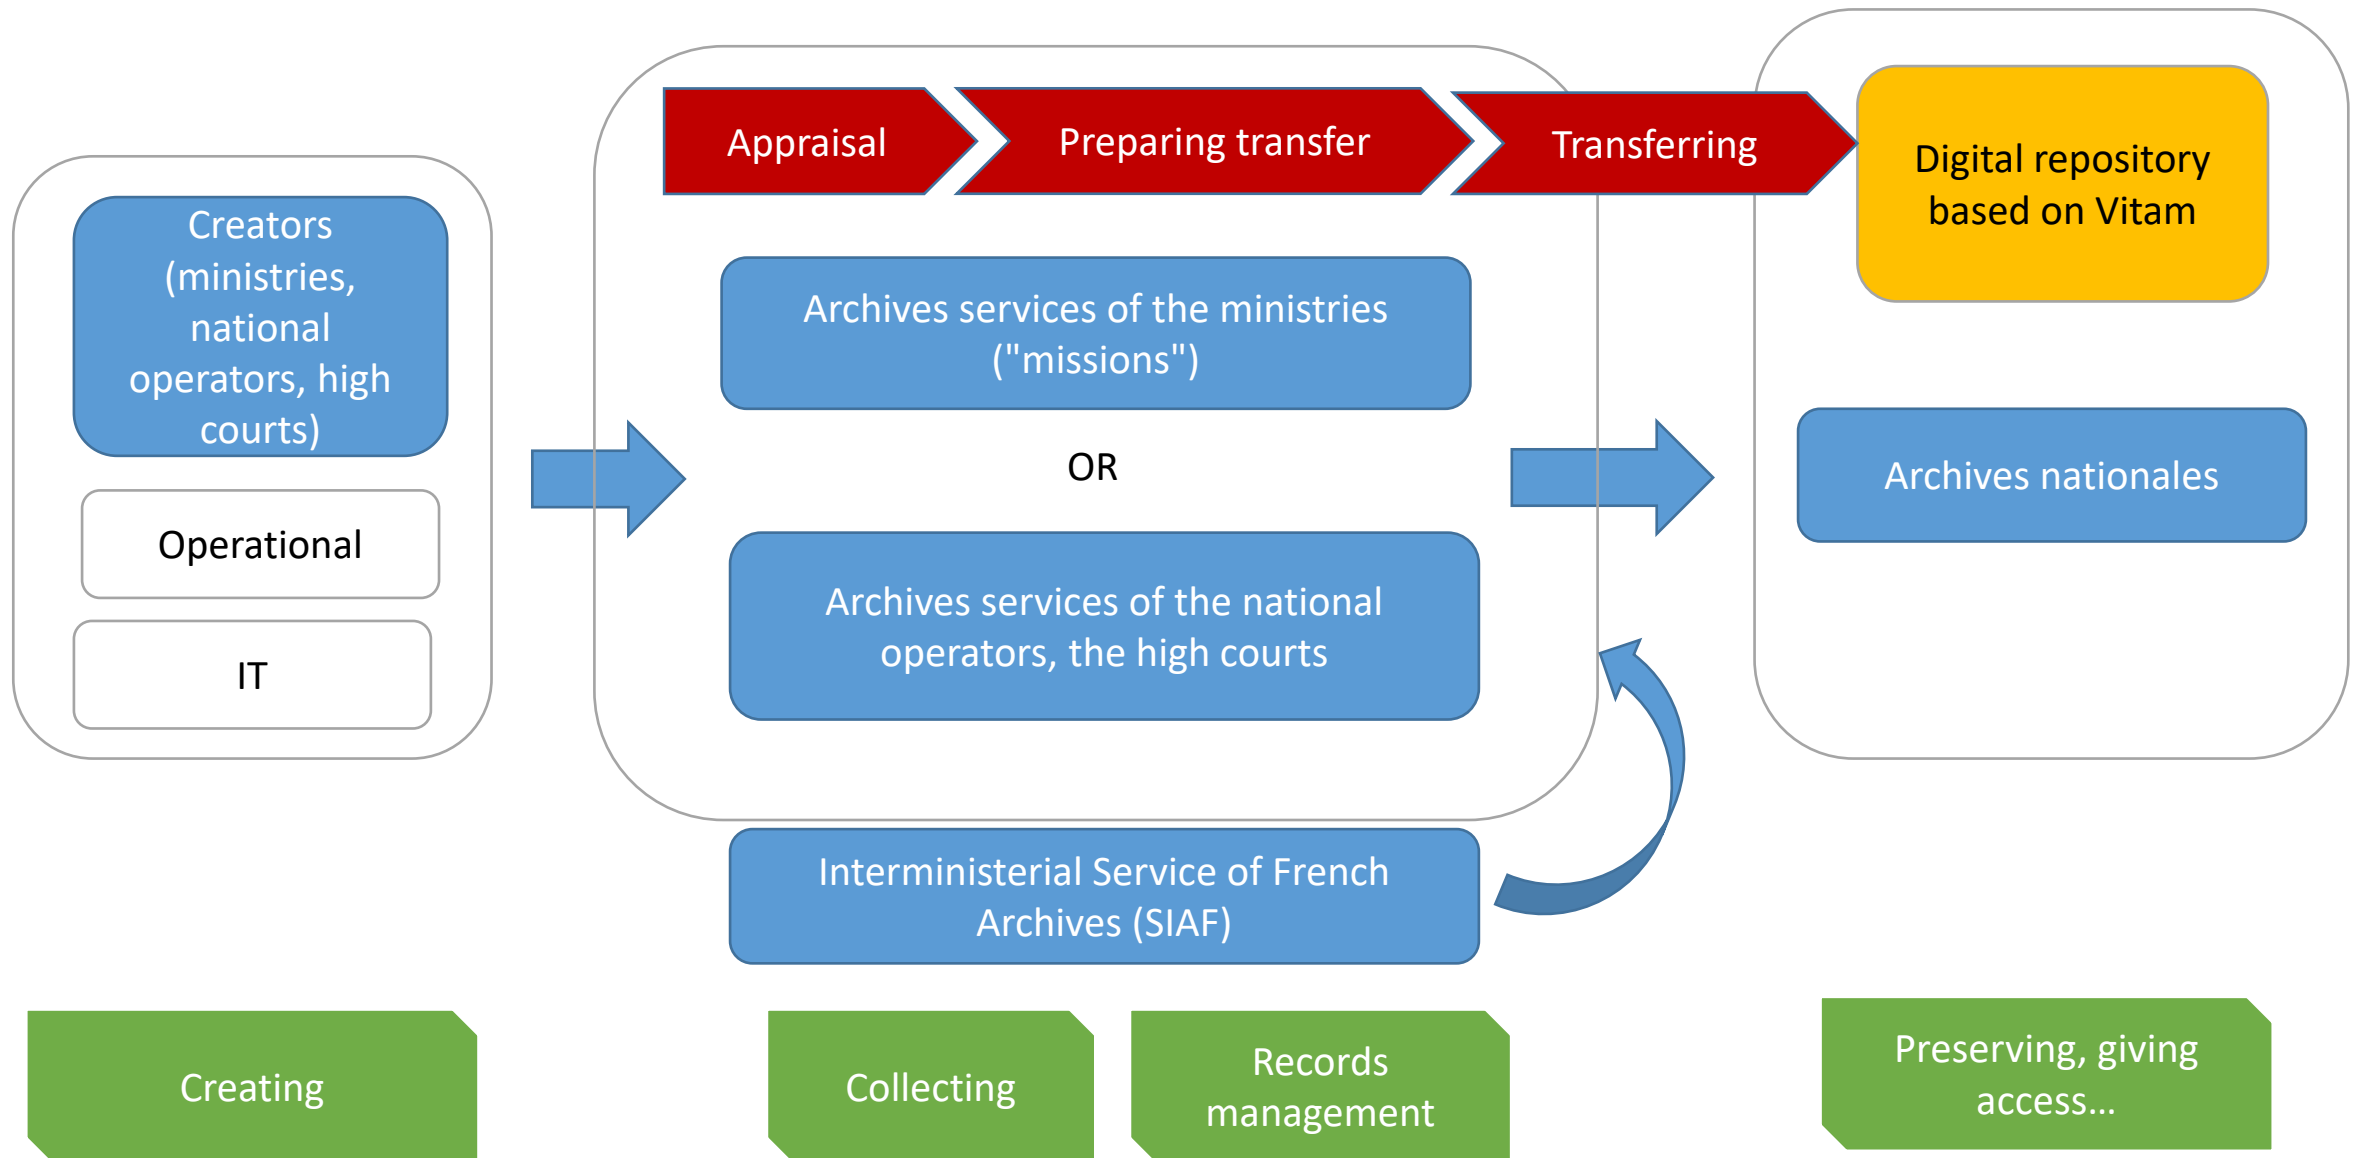 Creators
(ministries,
national
operators, high
courts)
Operational
IT
Appraisal
Preparing transfer
Transferring
Archives services of the ministries
("missions")
OR
Archives services of the national
operators, the high courts
Interministerial Service of French
Archives (SIAF)
Digital repository
based on Vitam
Archives nationales
Creating
Collecting
Records
management
Preserving, giving
access…